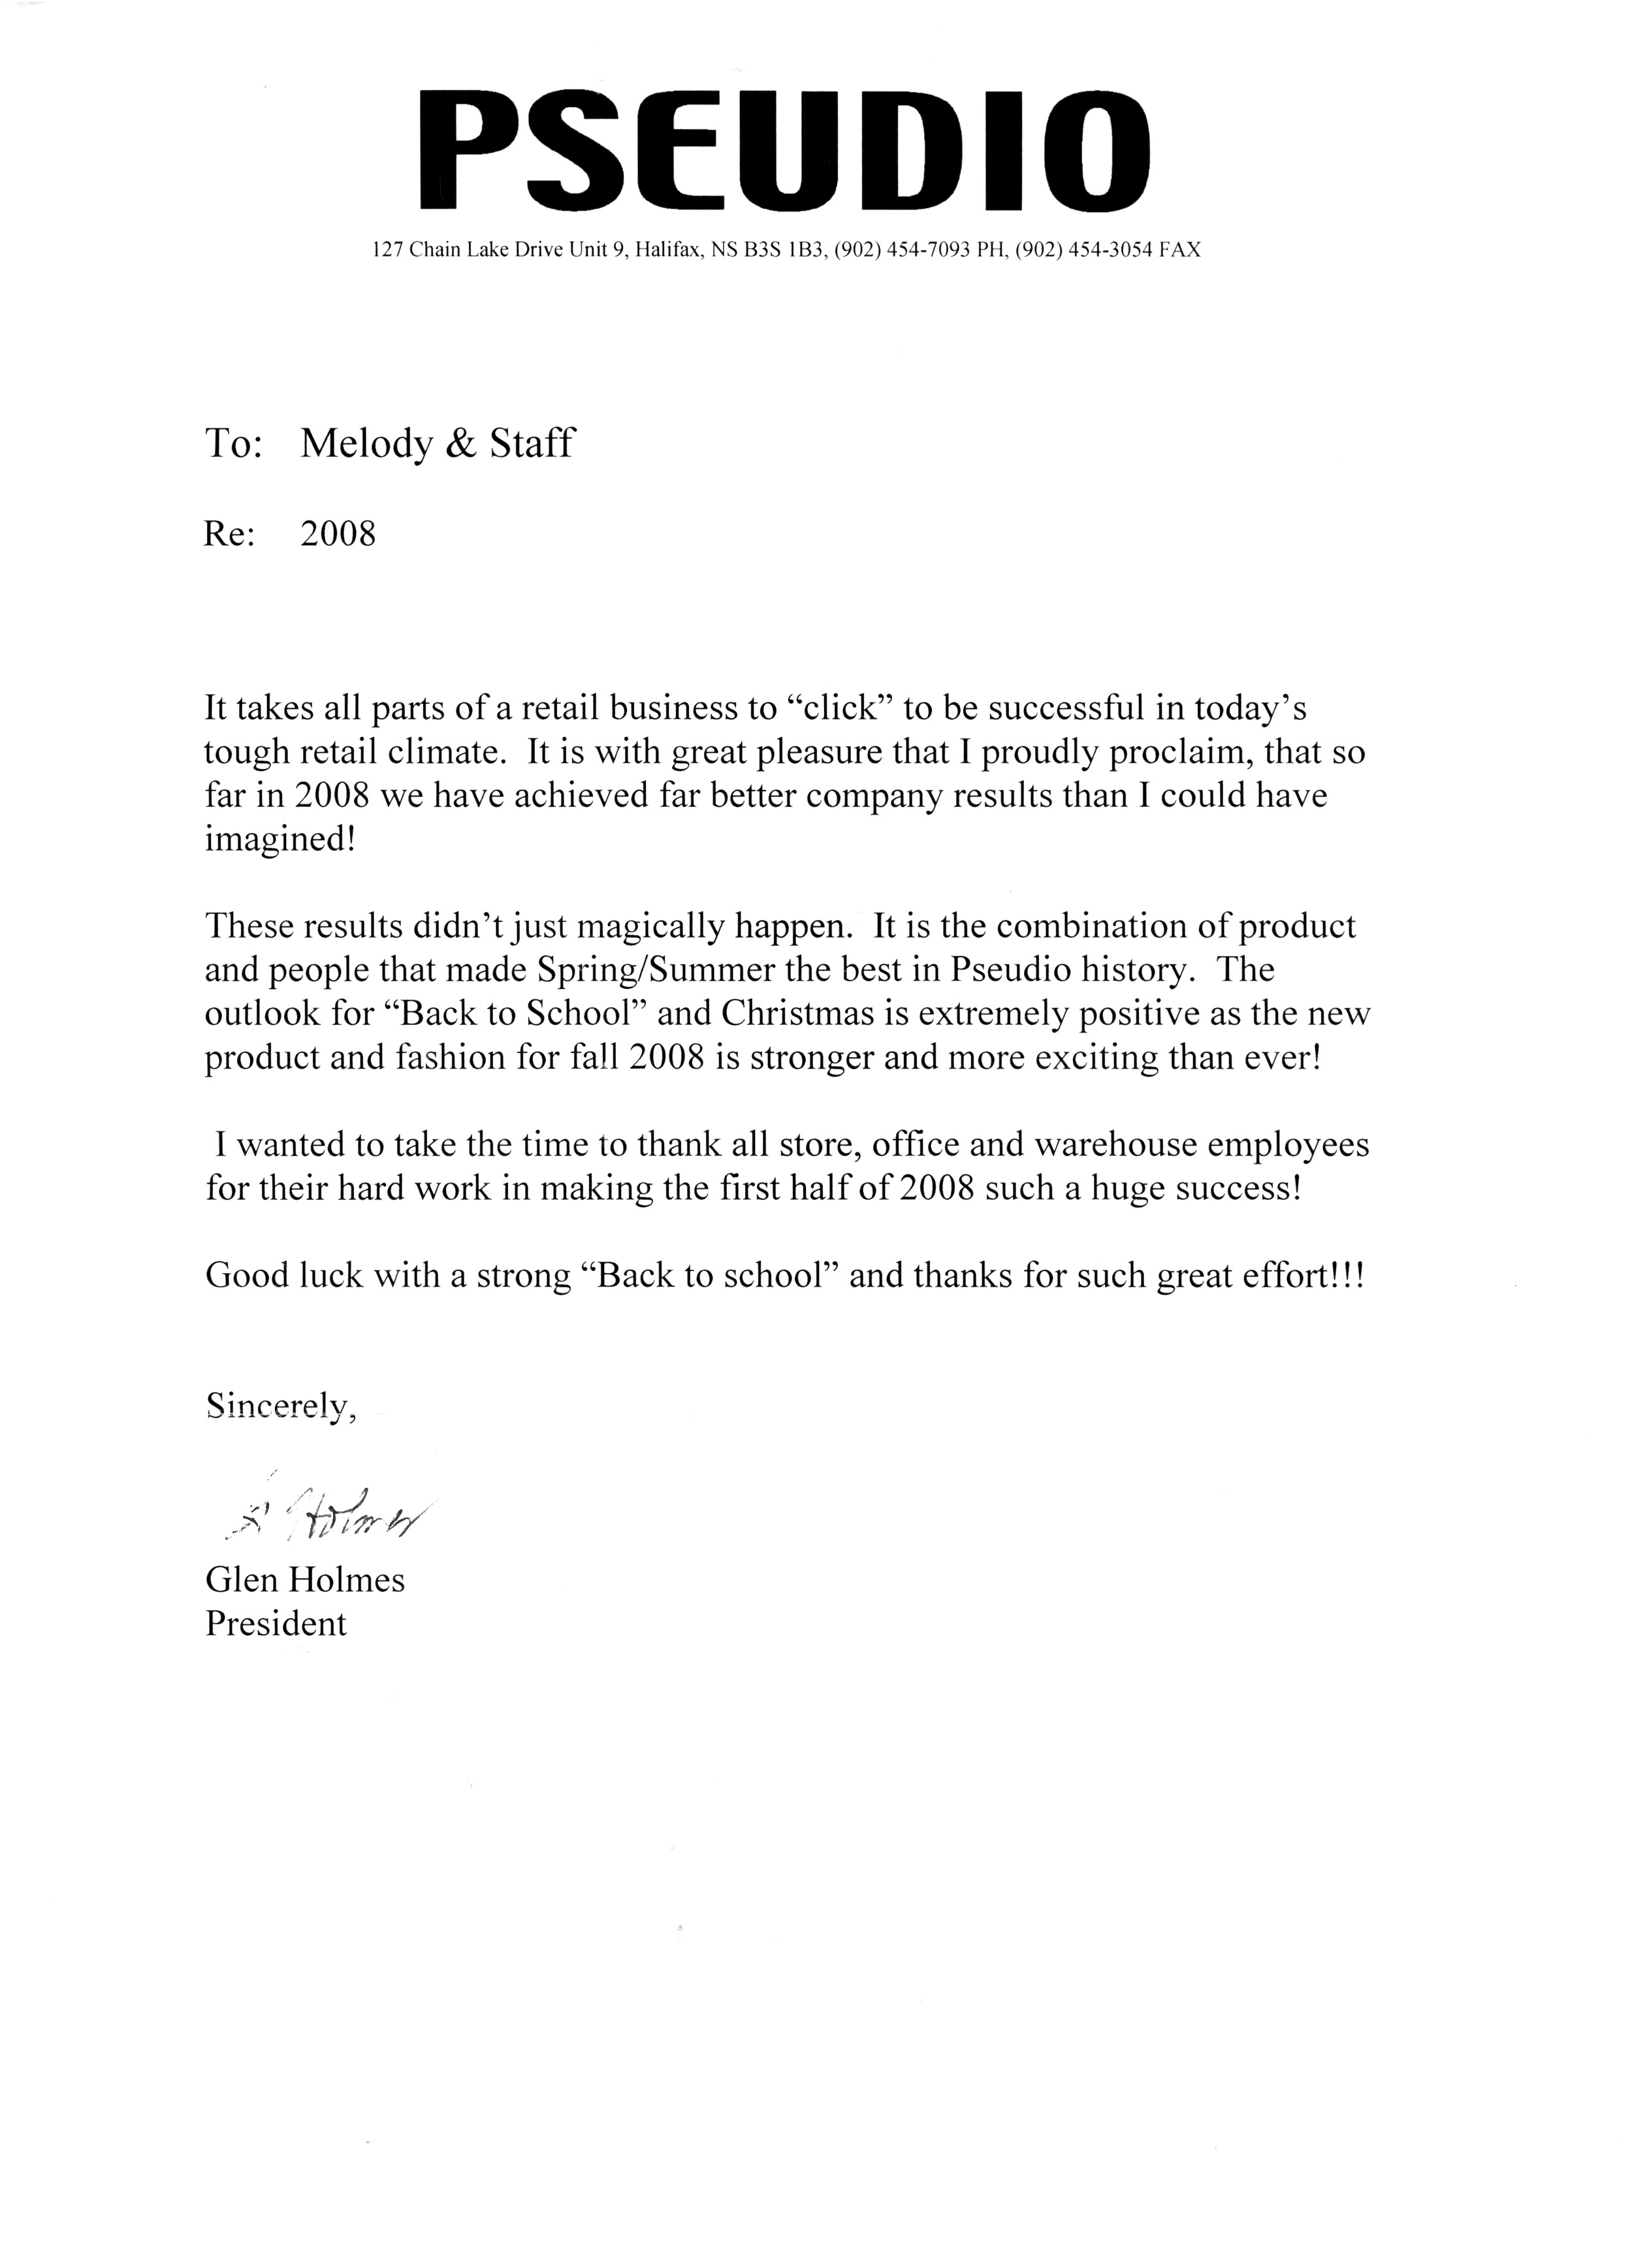 PSEUDIO
127 Chain Lake Drive Unit 9, Halifax, NS B3S 1B3, (902) 454-7093 PH, (902) 454-3054 FAX
To: Melody & Staff
Re: 2008
It takes all parts of a retail business to “click” to be successful in today’s
tough retail climate. It is with great pleasure that I proudly proclaim, that so
far in 2008 we have achieved far better company results than I could have
imagined!
These results didn’t just magically happen. It is the combination of product
and people that made Spring/Summer the best in Pseudio history. The
outlook for “Back to School” and Christmas is extremely positive as the new
product and fashion for fall 2008 is stronger and more exciting than ever!
I wanted to take the time to thank all store, office and warehouse employees
for their hard work in making the first half of 2008 such a huge success!
Good luck with a strong “Back to school” and thanks for such great effort!!!
Sincerely,
Holmes
Glen Holmes
President